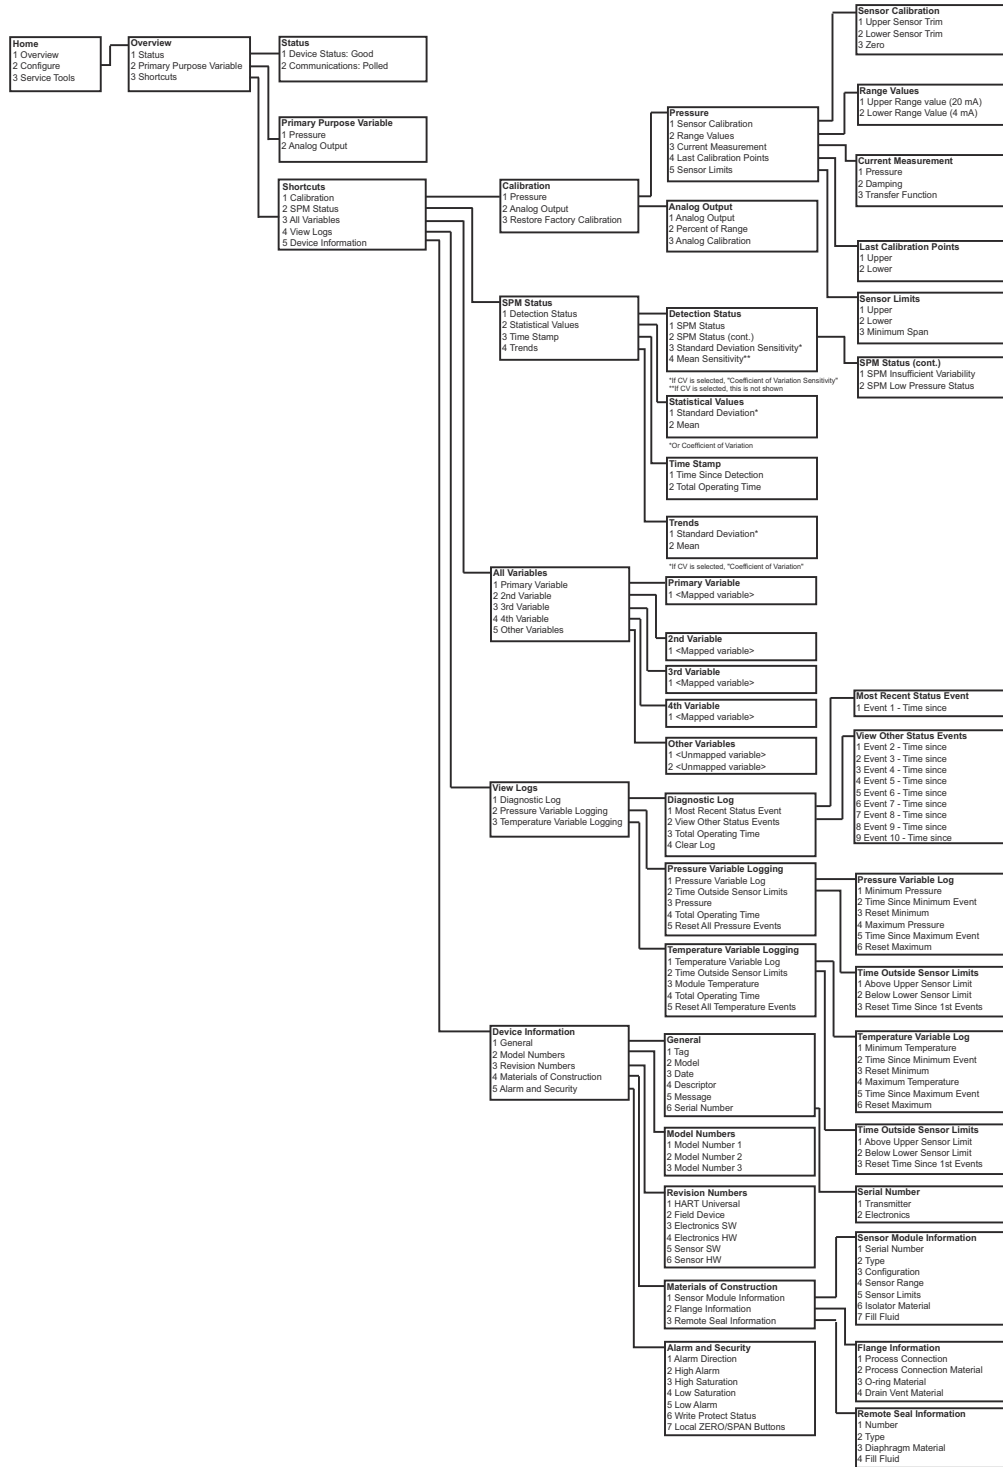 Home
1 Overview
2 Configure
3 Service Tools
Overview
1 Status
2 Primary Purpose Variable
3 Shortcuts
Status
1 Device Status: Good
2 Communications: Polled
Primary Purpose Variable
1 Pressure
2 Analog Output
Shortcuts
1 Calibration
2 SPM Status
3 All Variables
4 View Logs
5 Device Information
Calibration
1 Pressure
2 Analog Output
3 Restore Factory Calibration
Pressure
1 Sensor Calibration
2 Range Values
3 Current Measurement
4 Last Calibration Points
5 Sensor Limits
Analog Output
1 Analog Output
2 Percent of Range
3 Analog Calibration
Sensor Calibration
1 Upper Sensor Trim
2 Lower Sensor Trim
3 Zero
Range Values
1 Upper Range value (20 mA)
2 Lower Range Value (4 mA)
Current Measurement
1 Pressure
2 Damping
3 Transfer Function
Last Calibration Points
1 Upper
2 Lower
Sensor Limits
1 Upper
2 Lower
3 Minimum Span
SPM Status
1 Detection Status
2 Statistical Values
3 Time Stamp
4 Trends
Detection Status
1 SPM Status
2 SPM Status (cont.)
3 Standard Deviation Sensitivity*
4 Mean Sensitivity**
*If CV is selected, "Coefficient of Variation Sensitivity"
**If CV is selected, this is not shown
SPM Status (cont.)
1 SPM Insufficient Variability
2 SPM Low Pressure Status
Statistical Values
1 Standard Deviation*
2 Mean
*Or Coefficient of Variation
Time Stamp
1 Time Since Detection
2 Total Operating Time
Trends
1 Standard Deviation*
2 Mean
*If CV is selected, "Coefficient of Variation"
All Variables
1 Primary Variable
2 2nd Variable
3 3rd Variable
4 4th Variable
5 Other Variables
Primary Variable
1 <Mapped variable>
2nd Variable
1 <Mapped variable>
3rd Variable
1 <Mapped variable>
4th Variable
1 <Mapped variable>
Other Variables
1 <Unmapped variable>
2 <Unmapped variable>
View Logs
1 Diagnostic Log
2 Pressure Variable Logging
3 Temperature Variable Logging
Diagnostic Log
1 Most Recent Status Event
2 View Other Status Events
3 Total Operating Time
4 Clear Log
Most Recent Status Event
1 Event 1 - Time since
View Other Status Events
1 Event 2 - Time since
2 Event 3 - Time since
3 Event 4 - Time since
4 Event 5 - Time since
5 Event 6 - Time since
6 Event 7 - Time since
7 Event 8 - Time since
8 Event 9 - Time since
9 Event 10 - Time since
Pressure Variable Logging
1 Pressure Variable Log
2 Time Outside Sensor Limits
3 Pressure
4 Total Operating Time
5 Reset All Pressure Events
Pressure Variable Log
1 Minimum Pressure
2 Time Since Minimum Event
3 Reset Minimum
4 Maximum Pressure
5 Time Since Maximum Event
6 Reset Maximum
Time Outside Sensor Limits
1 Above Upper Sensor Limit
2 Below Lower Sensor Limit
3 Reset Time Since 1st Events
Temperature Variable Logging
1 Temperature Variable Log
2 Time Outside Sensor Limits
3 Module Temperature
4 Total Operating Time
5 Reset All Temperature Events
Temperature Variable Log
1 Minimum Temperature
2 Time Since Minimum Event
3 Reset Minimum
4 Maximum Temperature
5 Time Since Maximum Event
6 Reset Maximum
Time Outside Sensor Limits
1 Above Upper Sensor Limit
2 Below Lower Sensor Limit
3 Reset Time Since 1st Events
Device Information
1 General
2 Model Numbers
3 Revision Numbers
4 Materials of Construction
5 Alarm and Security
General
1 Tag
2 Model
3 Date
4 Descriptor
5 Message
6 Serial Number
Serial Number
1 Transmitter
2 Electronics
Model Numbers
1 Model Number 1
2 Model Number 2
3 Model Number 3
Revision Numbers
1 HART Universal
2 Field Device
3 Electronics SW
4 Electronics HW
5 Sensor SW
6 Sensor HW
Materials of Construction
1 Sensor Module Information
2 Flange Information
3 Remote Seal Information
Sensor Module Information
1 Serial Number
2 Type
3 Configuration
4 Sensor Range
5 Sensor Limits
6 Isolator Material
7 Fill Fluid
Flange Information
1 Process Connection
2 Process Connection Material
3 O-ring Material
4 Drain Vent Material
Remote Seal Information
1 Number
2 Type
3 Diaphragm Material
4 Fill Fluid
Alarm and Security
1 Alarm Direction
2 High Alarm
3 High Saturation
4 Low Saturation
5 Low Alarm
6 Write Protect Status
7 Local ZERO/SPAN Buttons